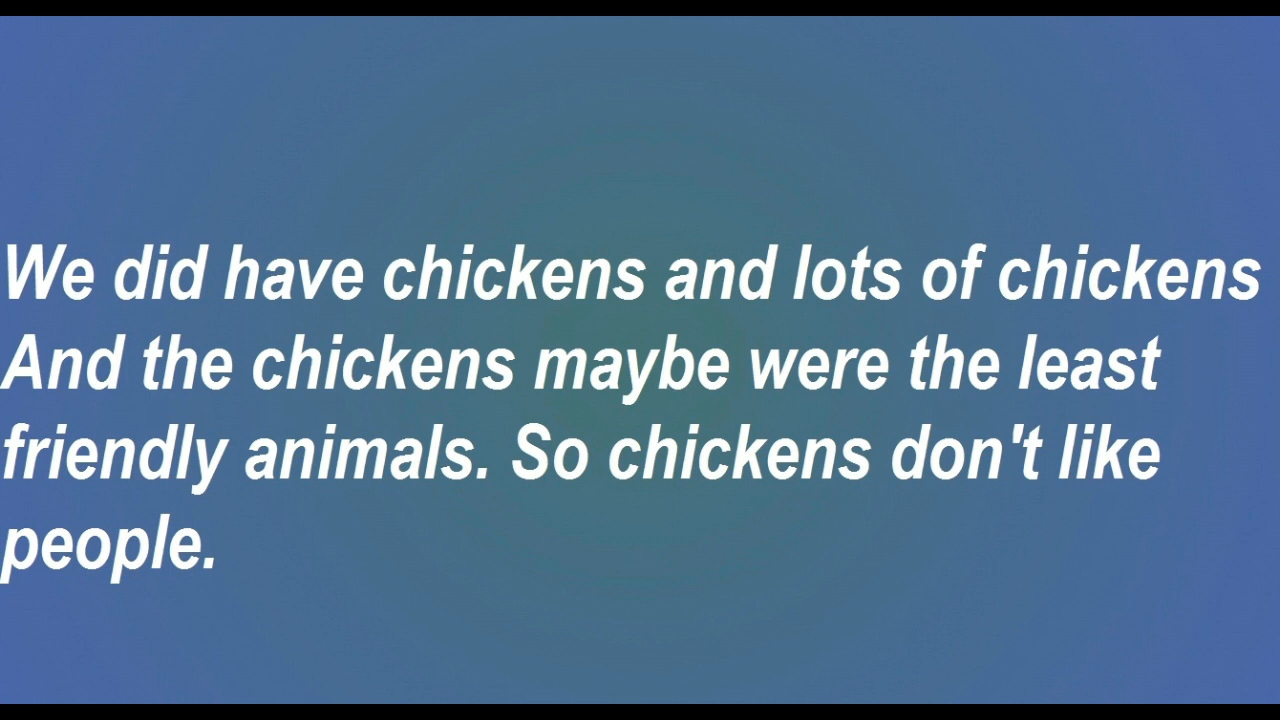 We did have chickens and lots of chickens
And the chickens maybe were the least
friendly animals. So chickens don't like
people.